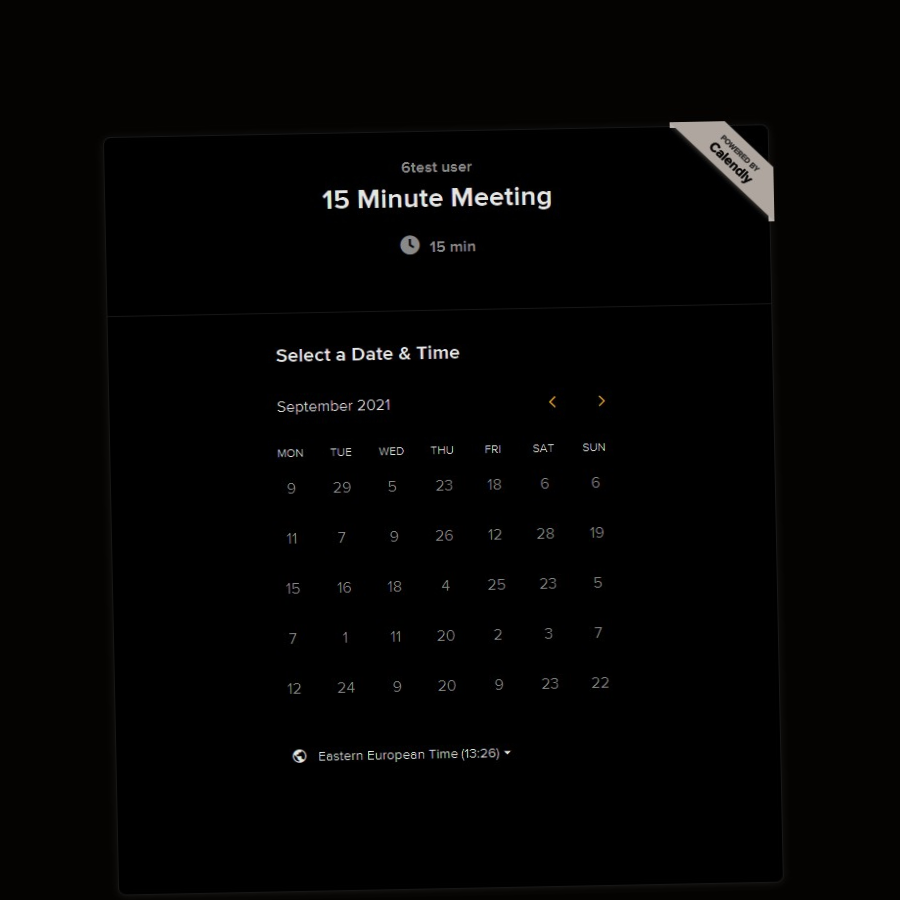 POWERED BY
Calendly
6test user
15 Minute Meeting
15 min
Select a Date & Time
September 2021
MON TUE WED THU FRI SAT SUN
9 29 5 23 18 6 6
11 7 9 26 12 28 19
15 16 18 4 25 23 5
7 1 11 20 2 3 7
12 24 9 20 9 23 22
Eastern European Time (13:26)